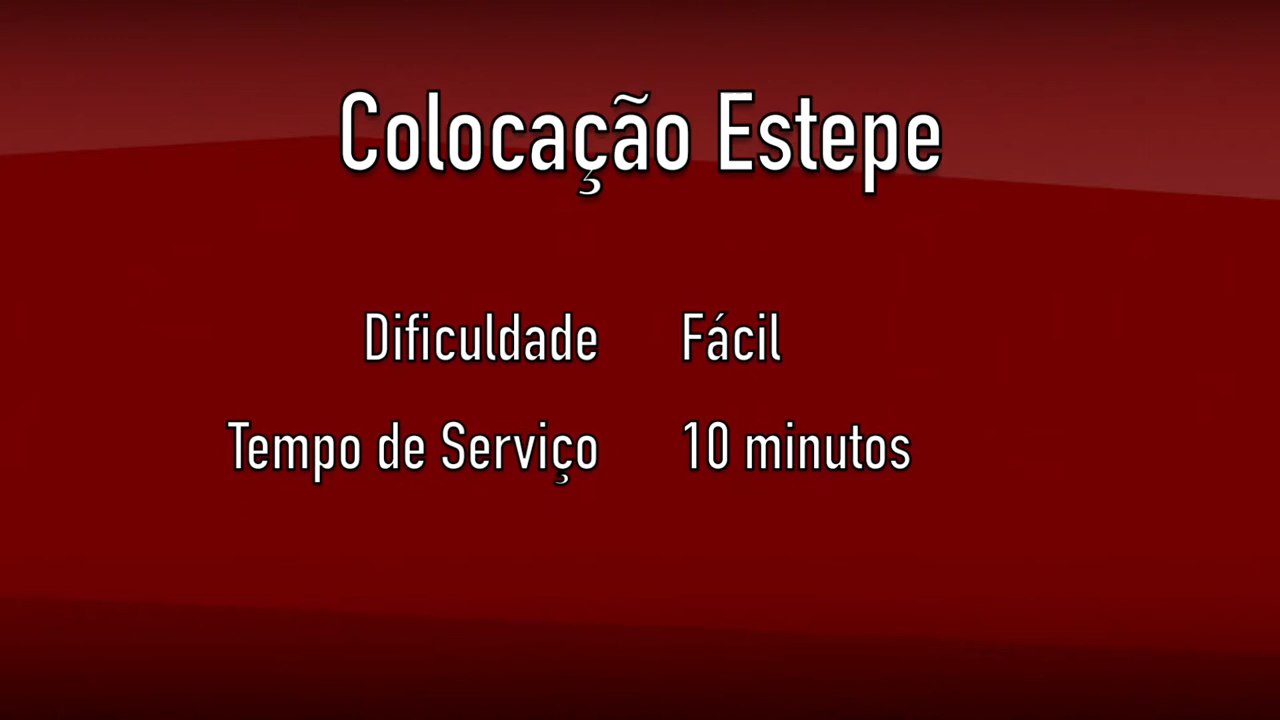 Colocação Estepe
Dificuldade Fácil
Tempo de Serviço 10 minutos